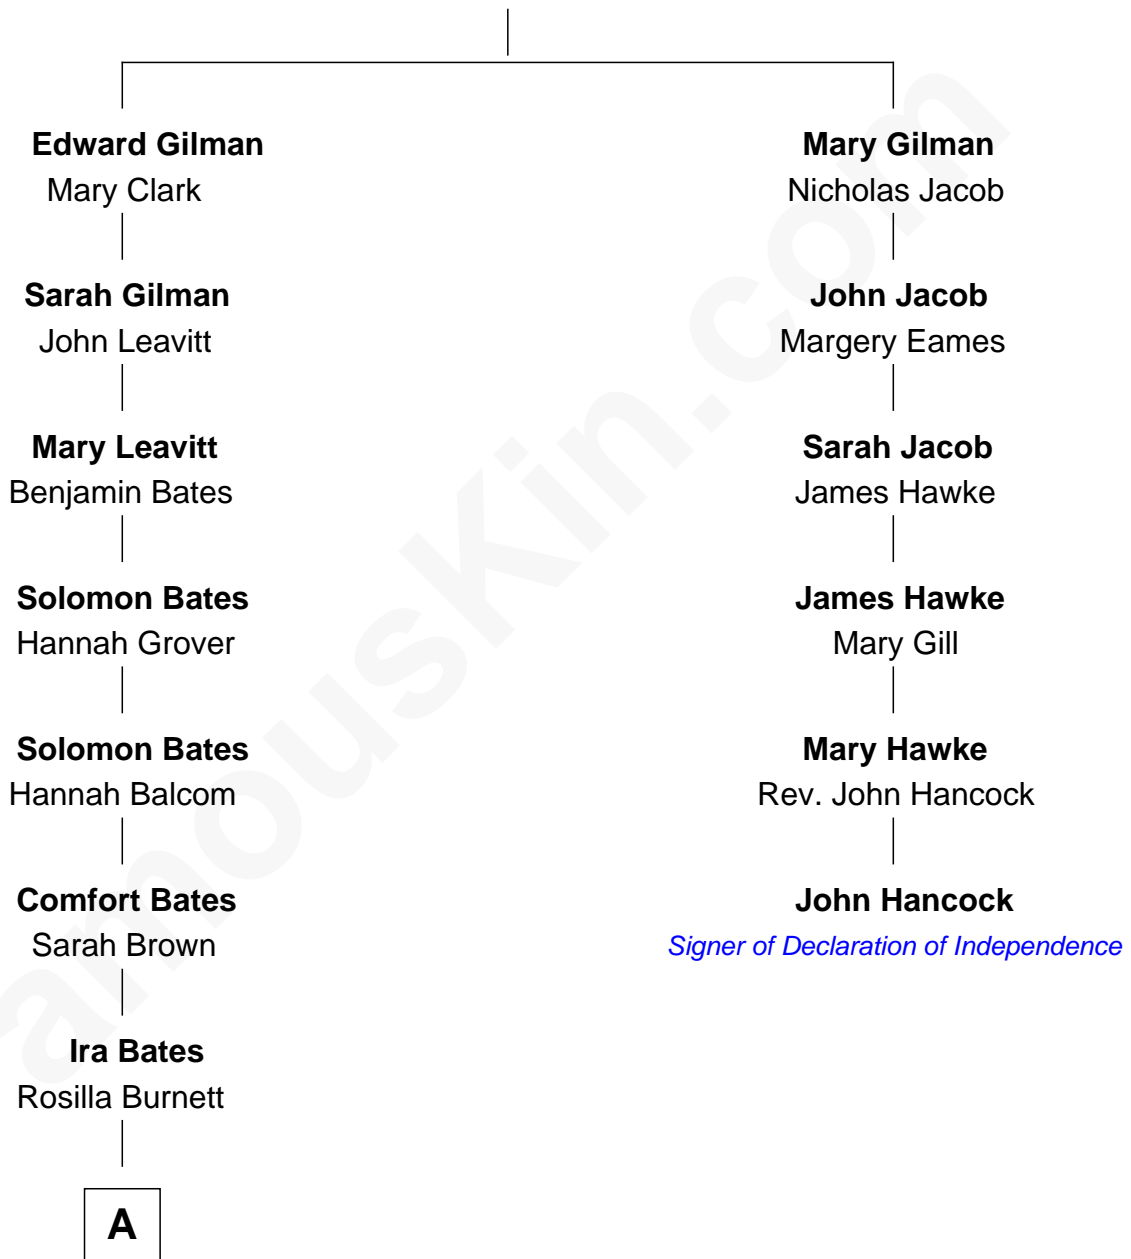 Edward Gilman
Mary Clark
Sarah Gilman
John Leavitt
Mary Leavitt
Benjamin Bates
Solomon Bates
Hannah Grover
Solomon Bates
Hannah Balcom
Comfort Bates
Sarah Brown
Ira Bates
Rosilla Burnett
A
Mary Gilman
Nicholas Jacob
John Jacob
Margery Eames
Sarah Jacob
James Hawke
James Hawke
Mary Gill
Mary Hawke
Rev. John Hancock
John Hancock
Signer of Declaration of Independence
amousKin.com